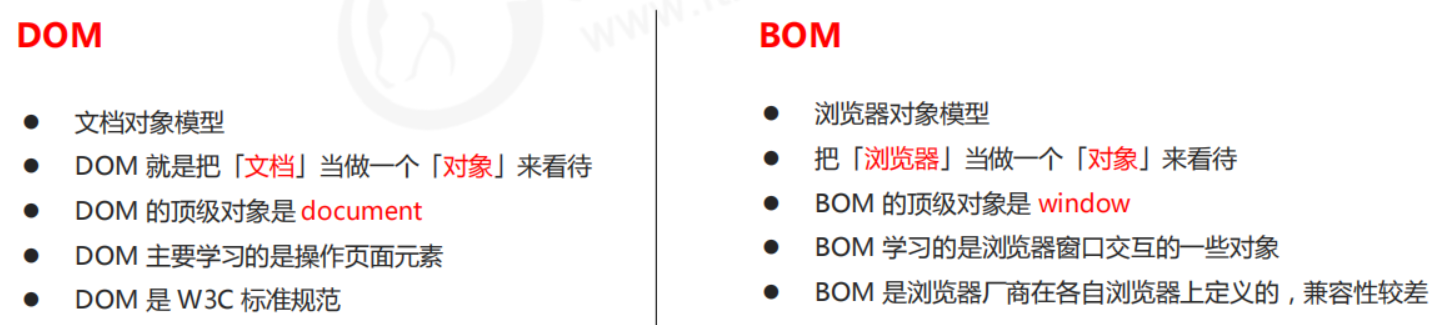 DOM
● 文档对象模型
● DOM 就是把「文档」当做一个「对象」来看待
● DOM 的顶级对象是 document
● DOM 主要学习的是操作页面元素
● DOM 是 W3C 标准规范
BOM
● 浏览器对象模型
● 把「浏览器」当做一个「对象」来看待
● BOM 的顶级对象是 window
● BOM 学习的是浏览器窗口交互的一些对象
● BOM 是浏览器厂商在各自浏览器上定义的 , 兼容性较差
www.